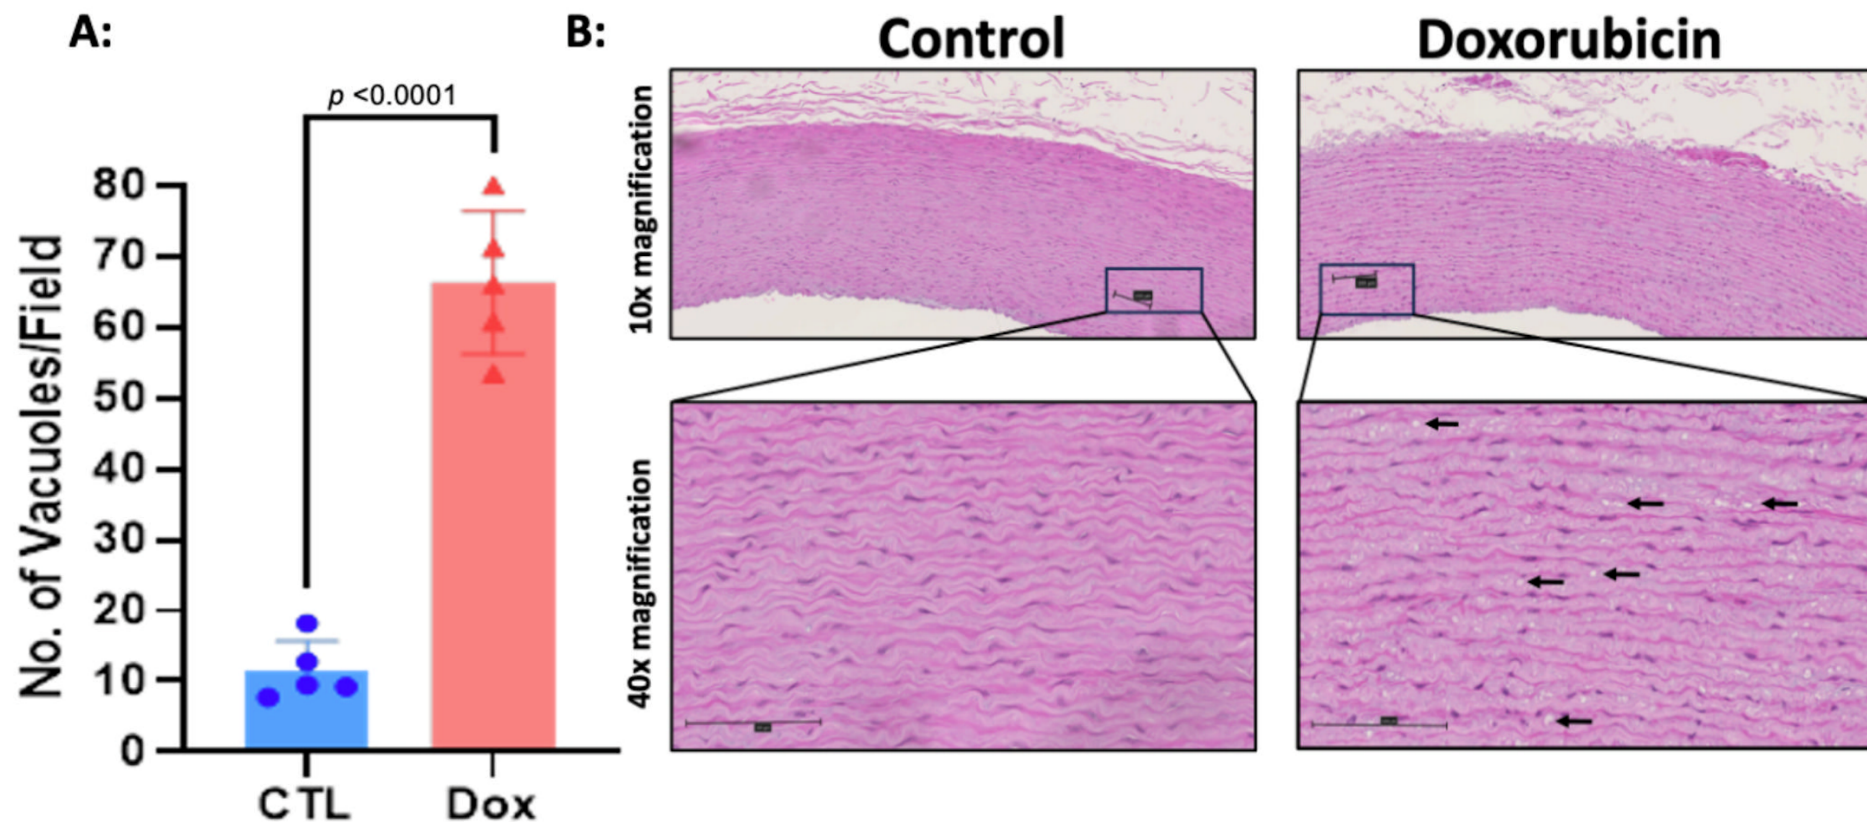 A:
p <0.0001
No. of Vacuoles/Field
80
70
60
50
40
30
20
10
0
CTL
Dox
B:
Control
Doxorubicin
10x magnification
40x magnification